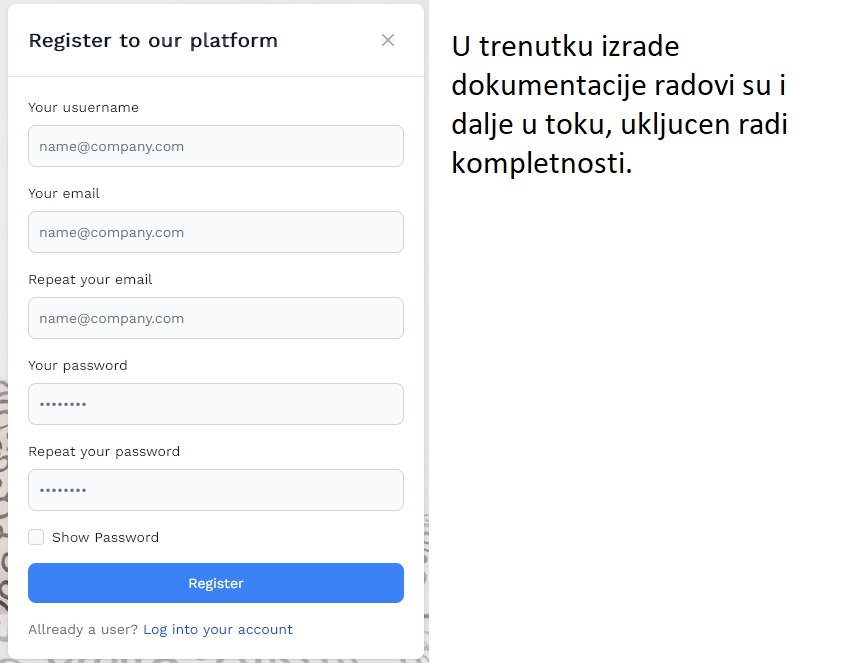 Register to our platform
Your usuername
name@company.com
Your email
name@company.com
Repeat your email
name@company.com
Your password
••••••••
Repeat your password
••••••••
Show Password
Register
Allready a user? Log into your account
U trenutku izrade
dokumentacije radovi su i
dalje u toku, ukljucen radi
kompletnosti.